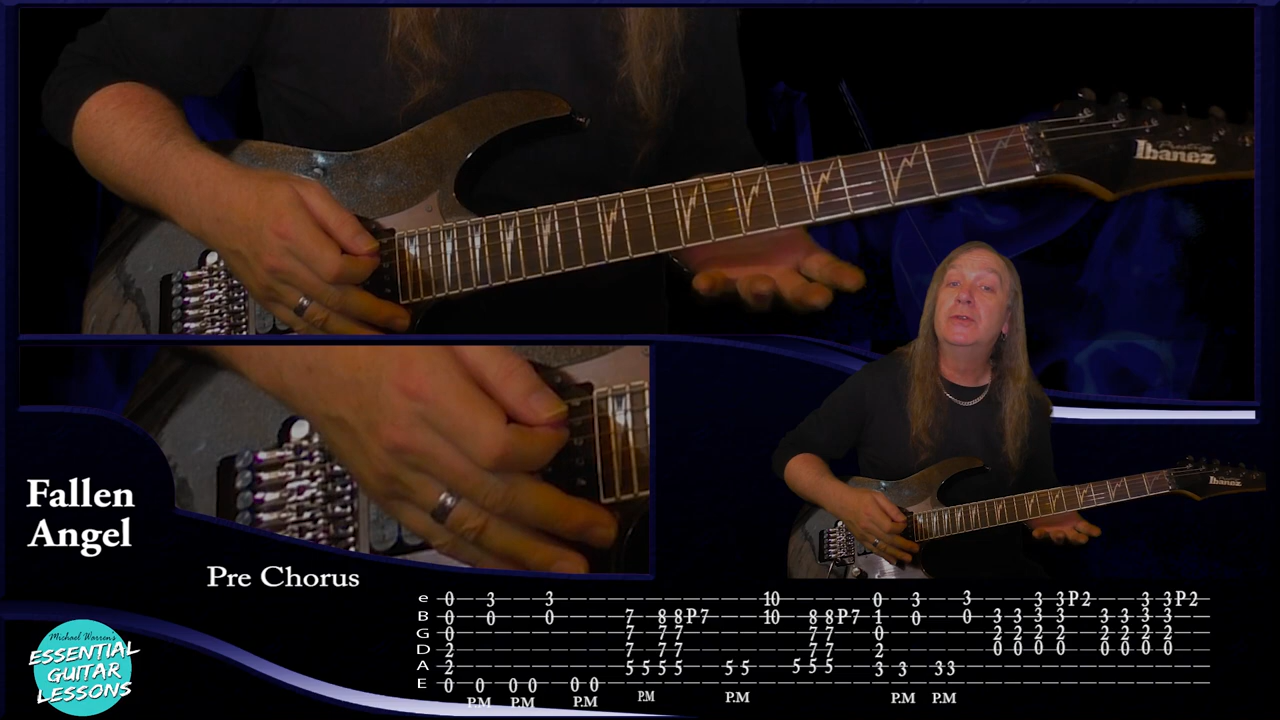 Prestige
Ibanez
Ibanez
Fallen
Angel
Pre Chorus
Michael Warren's
ESSENTIAL
GUITAR
LESSONS
e 0 3 3 10 0 3 3 3 3P2 3 3P2
B 0 0 0 7 8 8P7 10 8 8P7 1 0 0 3 3 3 3 3 3 3 3
G 0 7 7 7 7 7 0 2 2 2 2 2 2 2 2
D 2 7 7 7 7 7 2 0 0 0 0 0 0 0 0
A 2 5 5 5 5 5 5 5 5 5 3 3 3 3
E 0 0 0 0 0 0
P.M P.M P.M P.M P.M P.M P.M